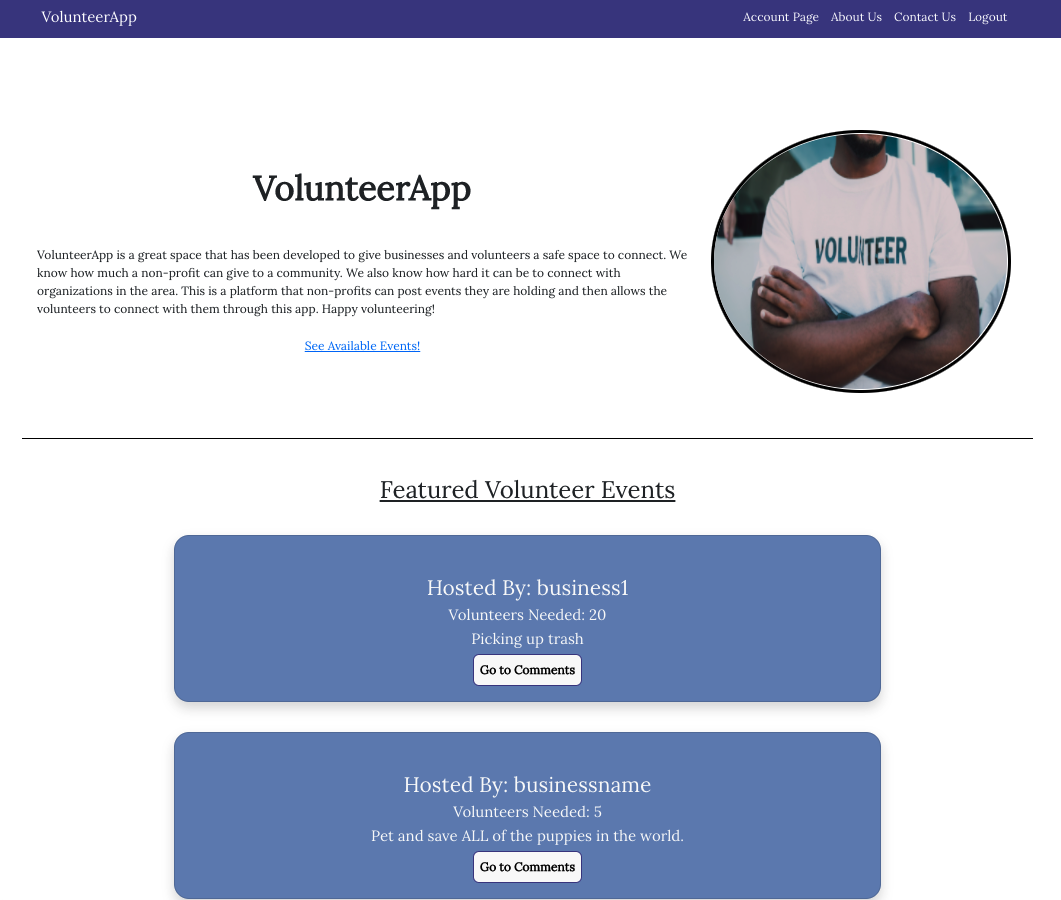 VolunteerApp
Account Page About Us Contact Us Logout
VolunteerApp
VolunteerApp is a great space that has been developed to give businesses and volunteers a safe space to connect. We
know how much a non-profit can give to a community. We also know how hard it can be to connect with
organizations in the area. This is a platform that non-profits can post events they are holding and then allows the
volunteers to connect with them through this app. Happy volunteering!
See Available Events!
VOLUNTEER
Featured Volunteer Events
Hosted By: business1
Volunteers Needed: 20
Picking up trash
Go to Comments
Hosted By: businessname
Volunteers Needed: 5
Pet and save ALL of the puppies in the world.
Go to Comments